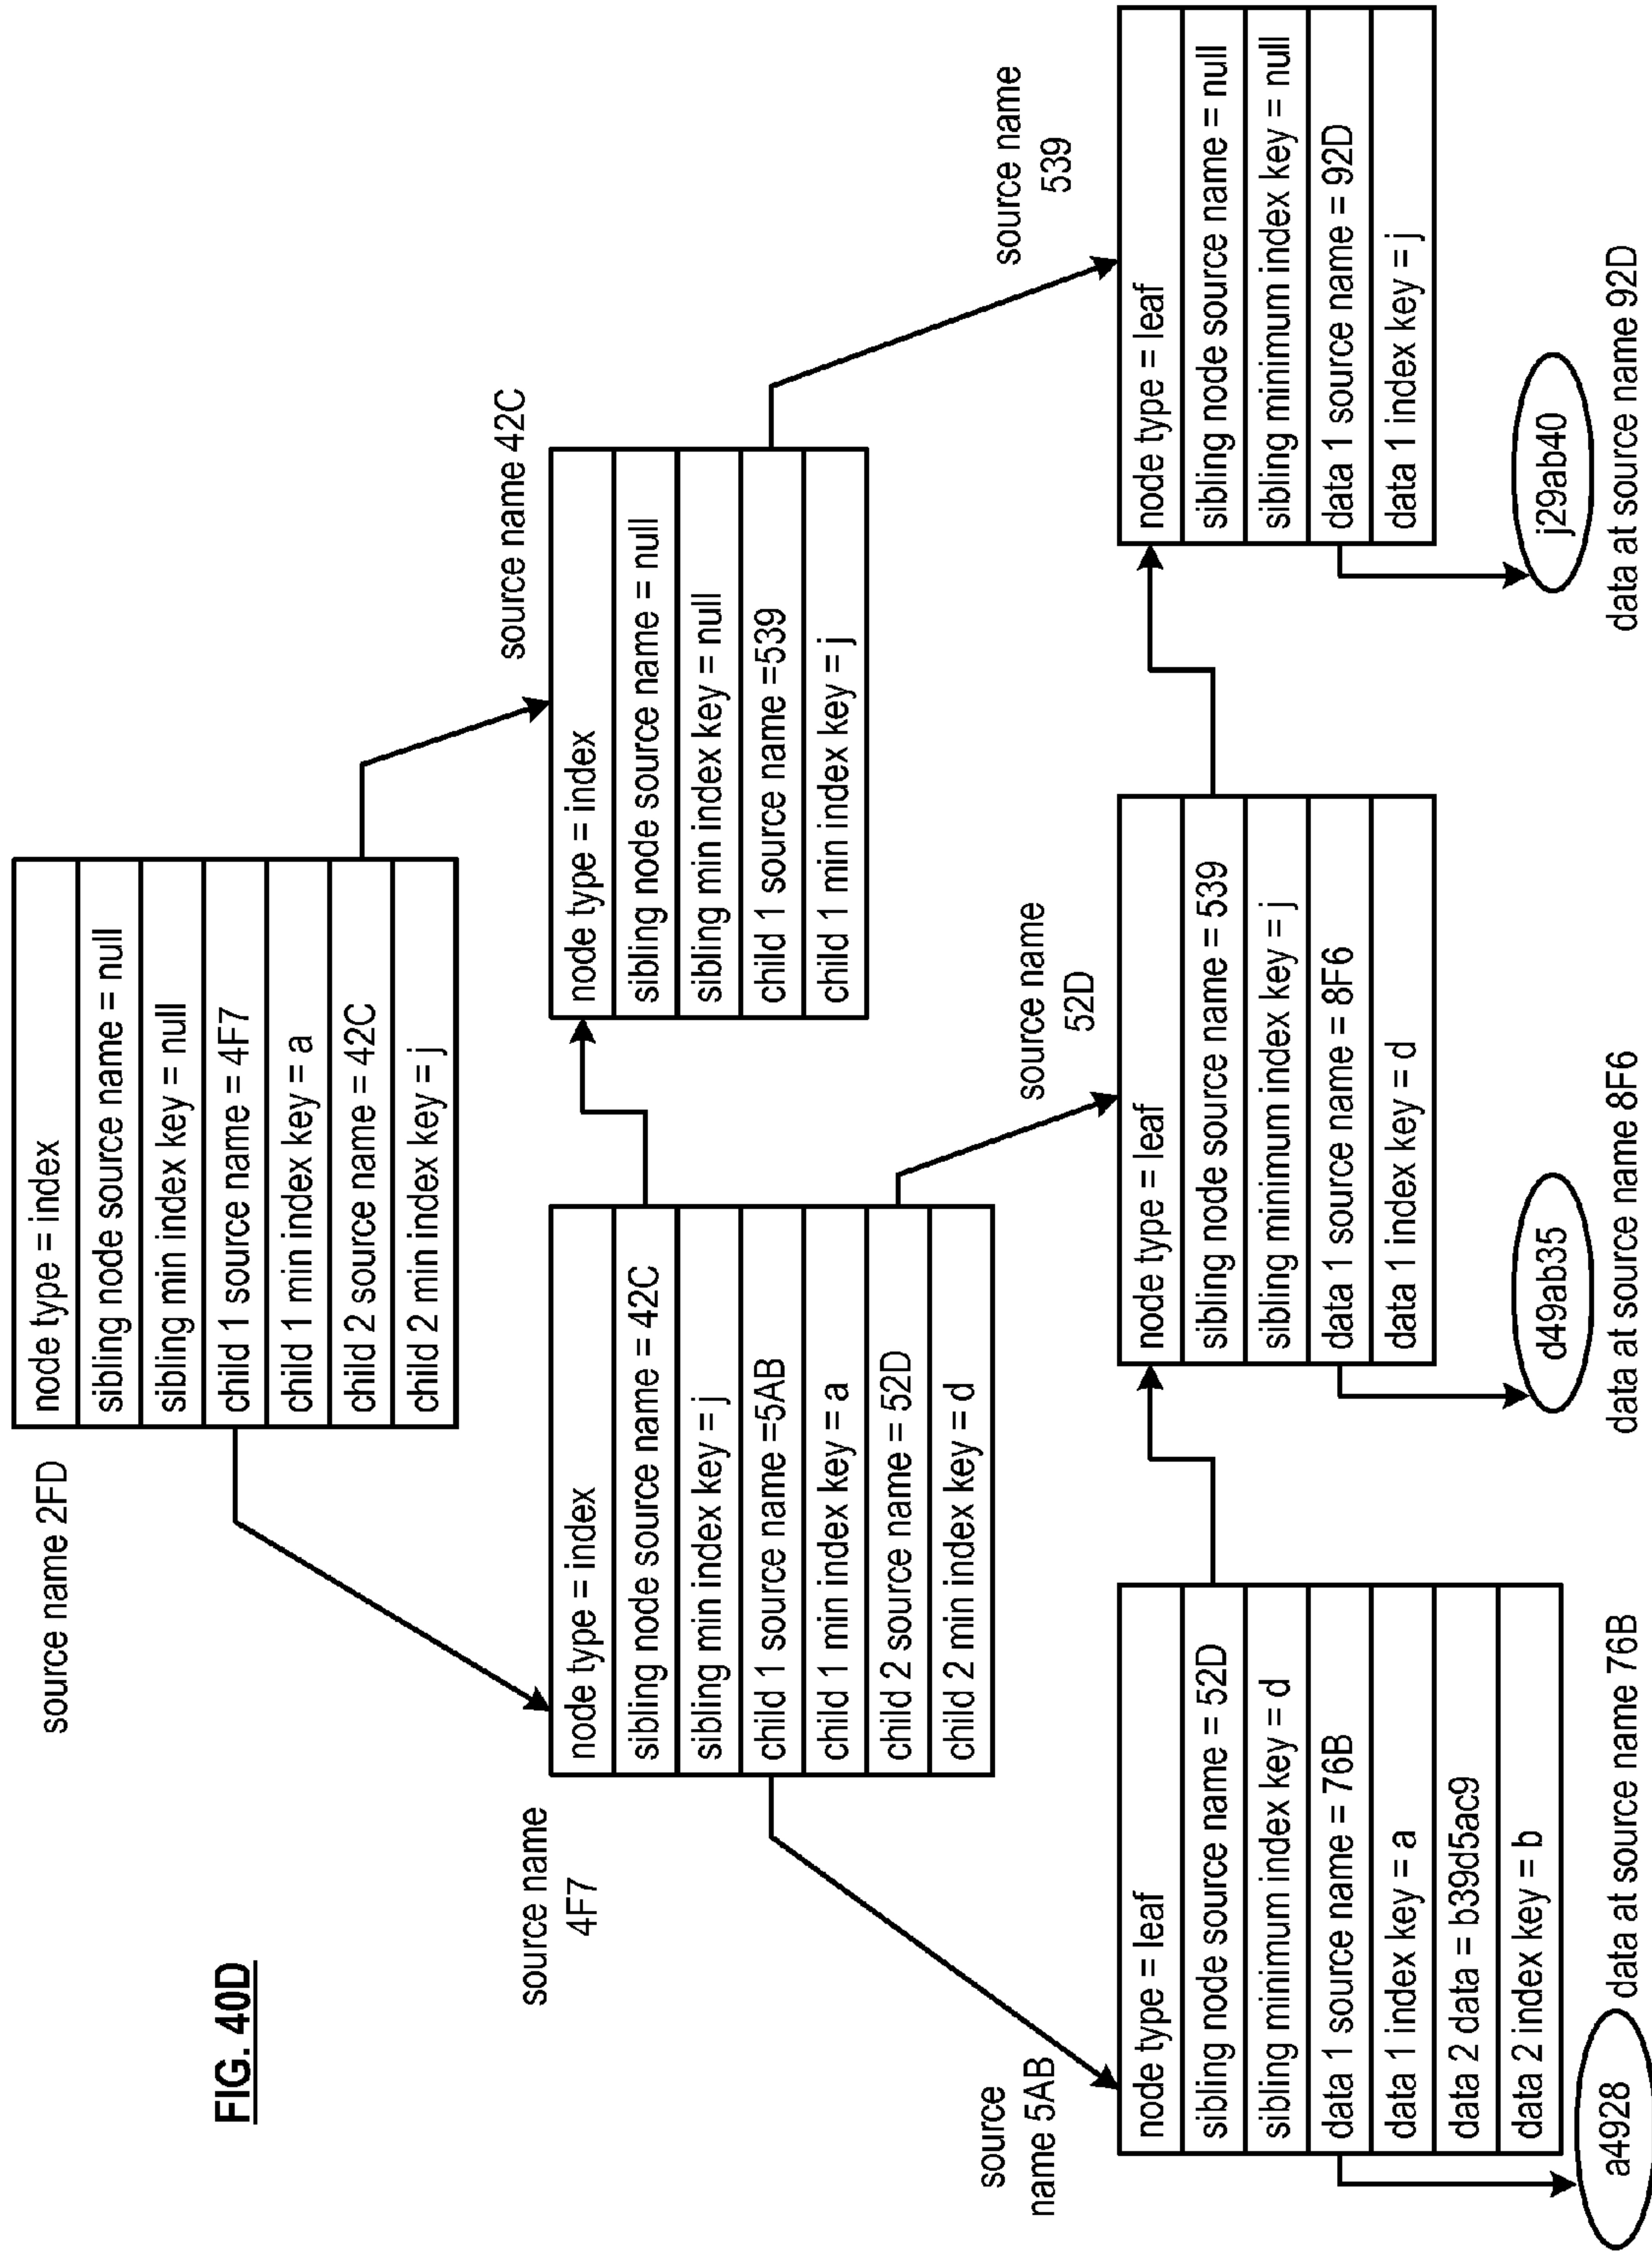 FIG. 40D
source name 2FD
node type = index
sibling node source name = null
sibling min index key = null
child 1 source name = 4F7
child 1 min index key = a
child 2 source name = 42C
child 2 min index key = j
source name
4F7
node type = index
sibling node source name = 42C
sibling min index key = j
child 1 source name =5AB
child 1 min index key = a
child 2 source name = 52D
child 2 min index key = d
source name 42C
node type = index
sibling node source name = null
sibling min index key = null
child 1 source name =539
child 1 min index key = j
source
name 5AB
node type = leaf
sibling node source name = 52D
sibling minimum index key = d
data 1 source name = 76B
data 1 index key = a
data 2 data = b39d5ac9
data 2 index key = b
a4928
data at source name 76B
source name
52D
node type = leaf
sibling node source name = 539
sibling minimum index key = j
data 1 source name = 8F6
data 1 index key = d
d49ab35
data at source name 8F6
source name
539
node type = leaf
sibling node source name = null
sibling minimum index key = null
data 1 source name = 92D
data 1 index key = j
j29ab40
data at source name 92D